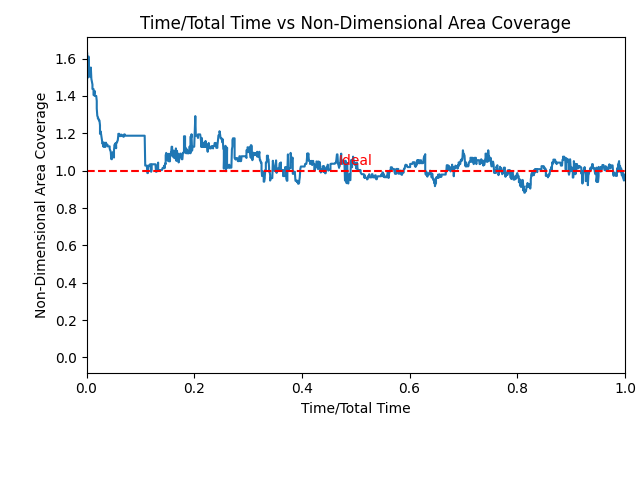 Time/Total Time vs Non-Dimensional Area Coverage
Non-Dimensional Area Coverage
1.6
1.4
1.2
1.0
0.8
0.6
0.4
0.2
0.0
Ideal
0.0 0.2 0.4 0.6 0.8 1.0
Time/Total Time